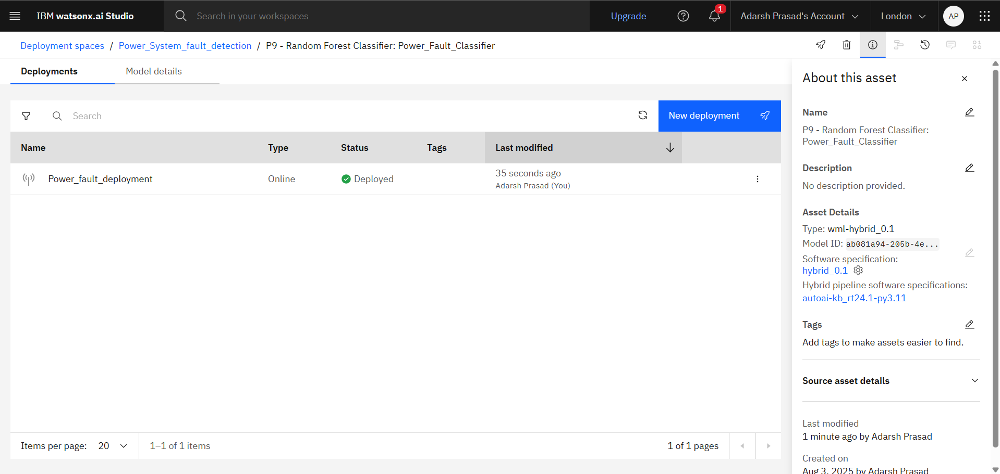 IBM watsonx.ai Studio
Search in your workspaces
Upgrade
1
Adarsh Prasad's Account
London
AP
Deployment spaces / Power_System_fault_detection / P9 - Random Forest Classifier: Power_Fault_Classifier
Deployments
Model details
Search
New deployment
Name Type Status Tags Last modified
Power_fault_deployment Online Deployed 35 seconds ago
Adarsh Prasad (You)
Items per page: 20
1–1 of 1 items
1 of 1 pages
About this asset
Name
P9 - Random Forest Classifier:
Power_Fault_Classifier
Description
No description provided.
Asset Details
Type: wml-hybrid_0.1
Model ID: ab081a94-205b-4e...
Software specification:
hybrid_0.1
Hybrid pipeline software specifications:
autoai-kb_rt24.1-py3.11
Tags
Add tags to make assets easier to find.
Source asset details
Last modified
1 minute ago by Adarsh Prasad
Created on
Aug 3, 2025 by Adarsh Prasad